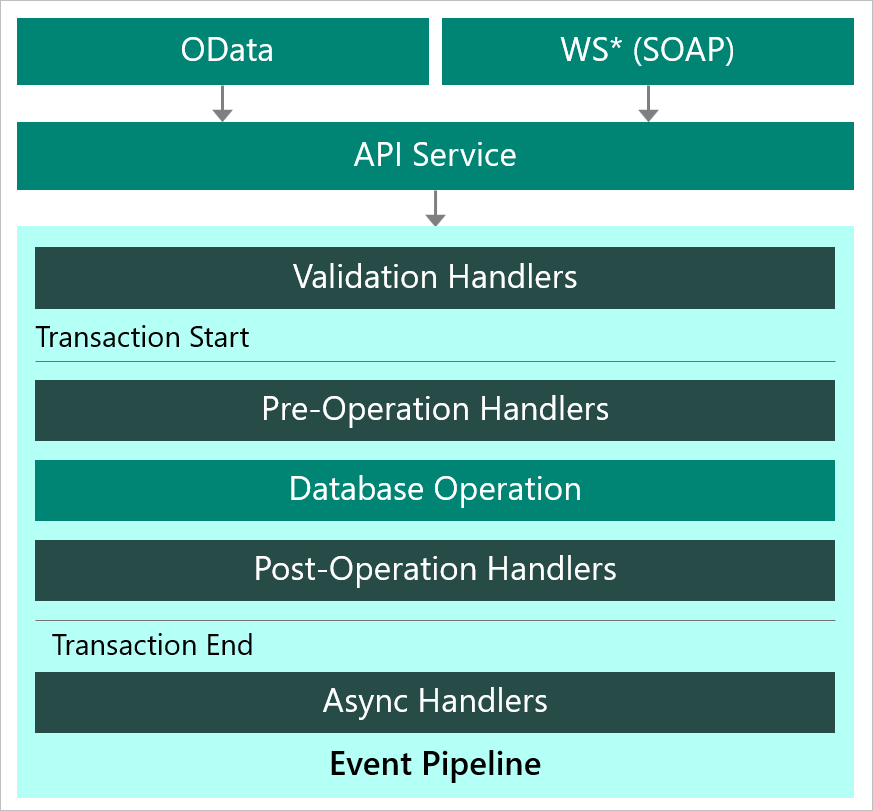 OData
WS* (SOAP)
API Service
Validation Handlers
Transaction Start
Pre-Operation Handlers
Database Operation
Post-Operation Handlers
Transaction End
Async Handlers
Event Pipeline